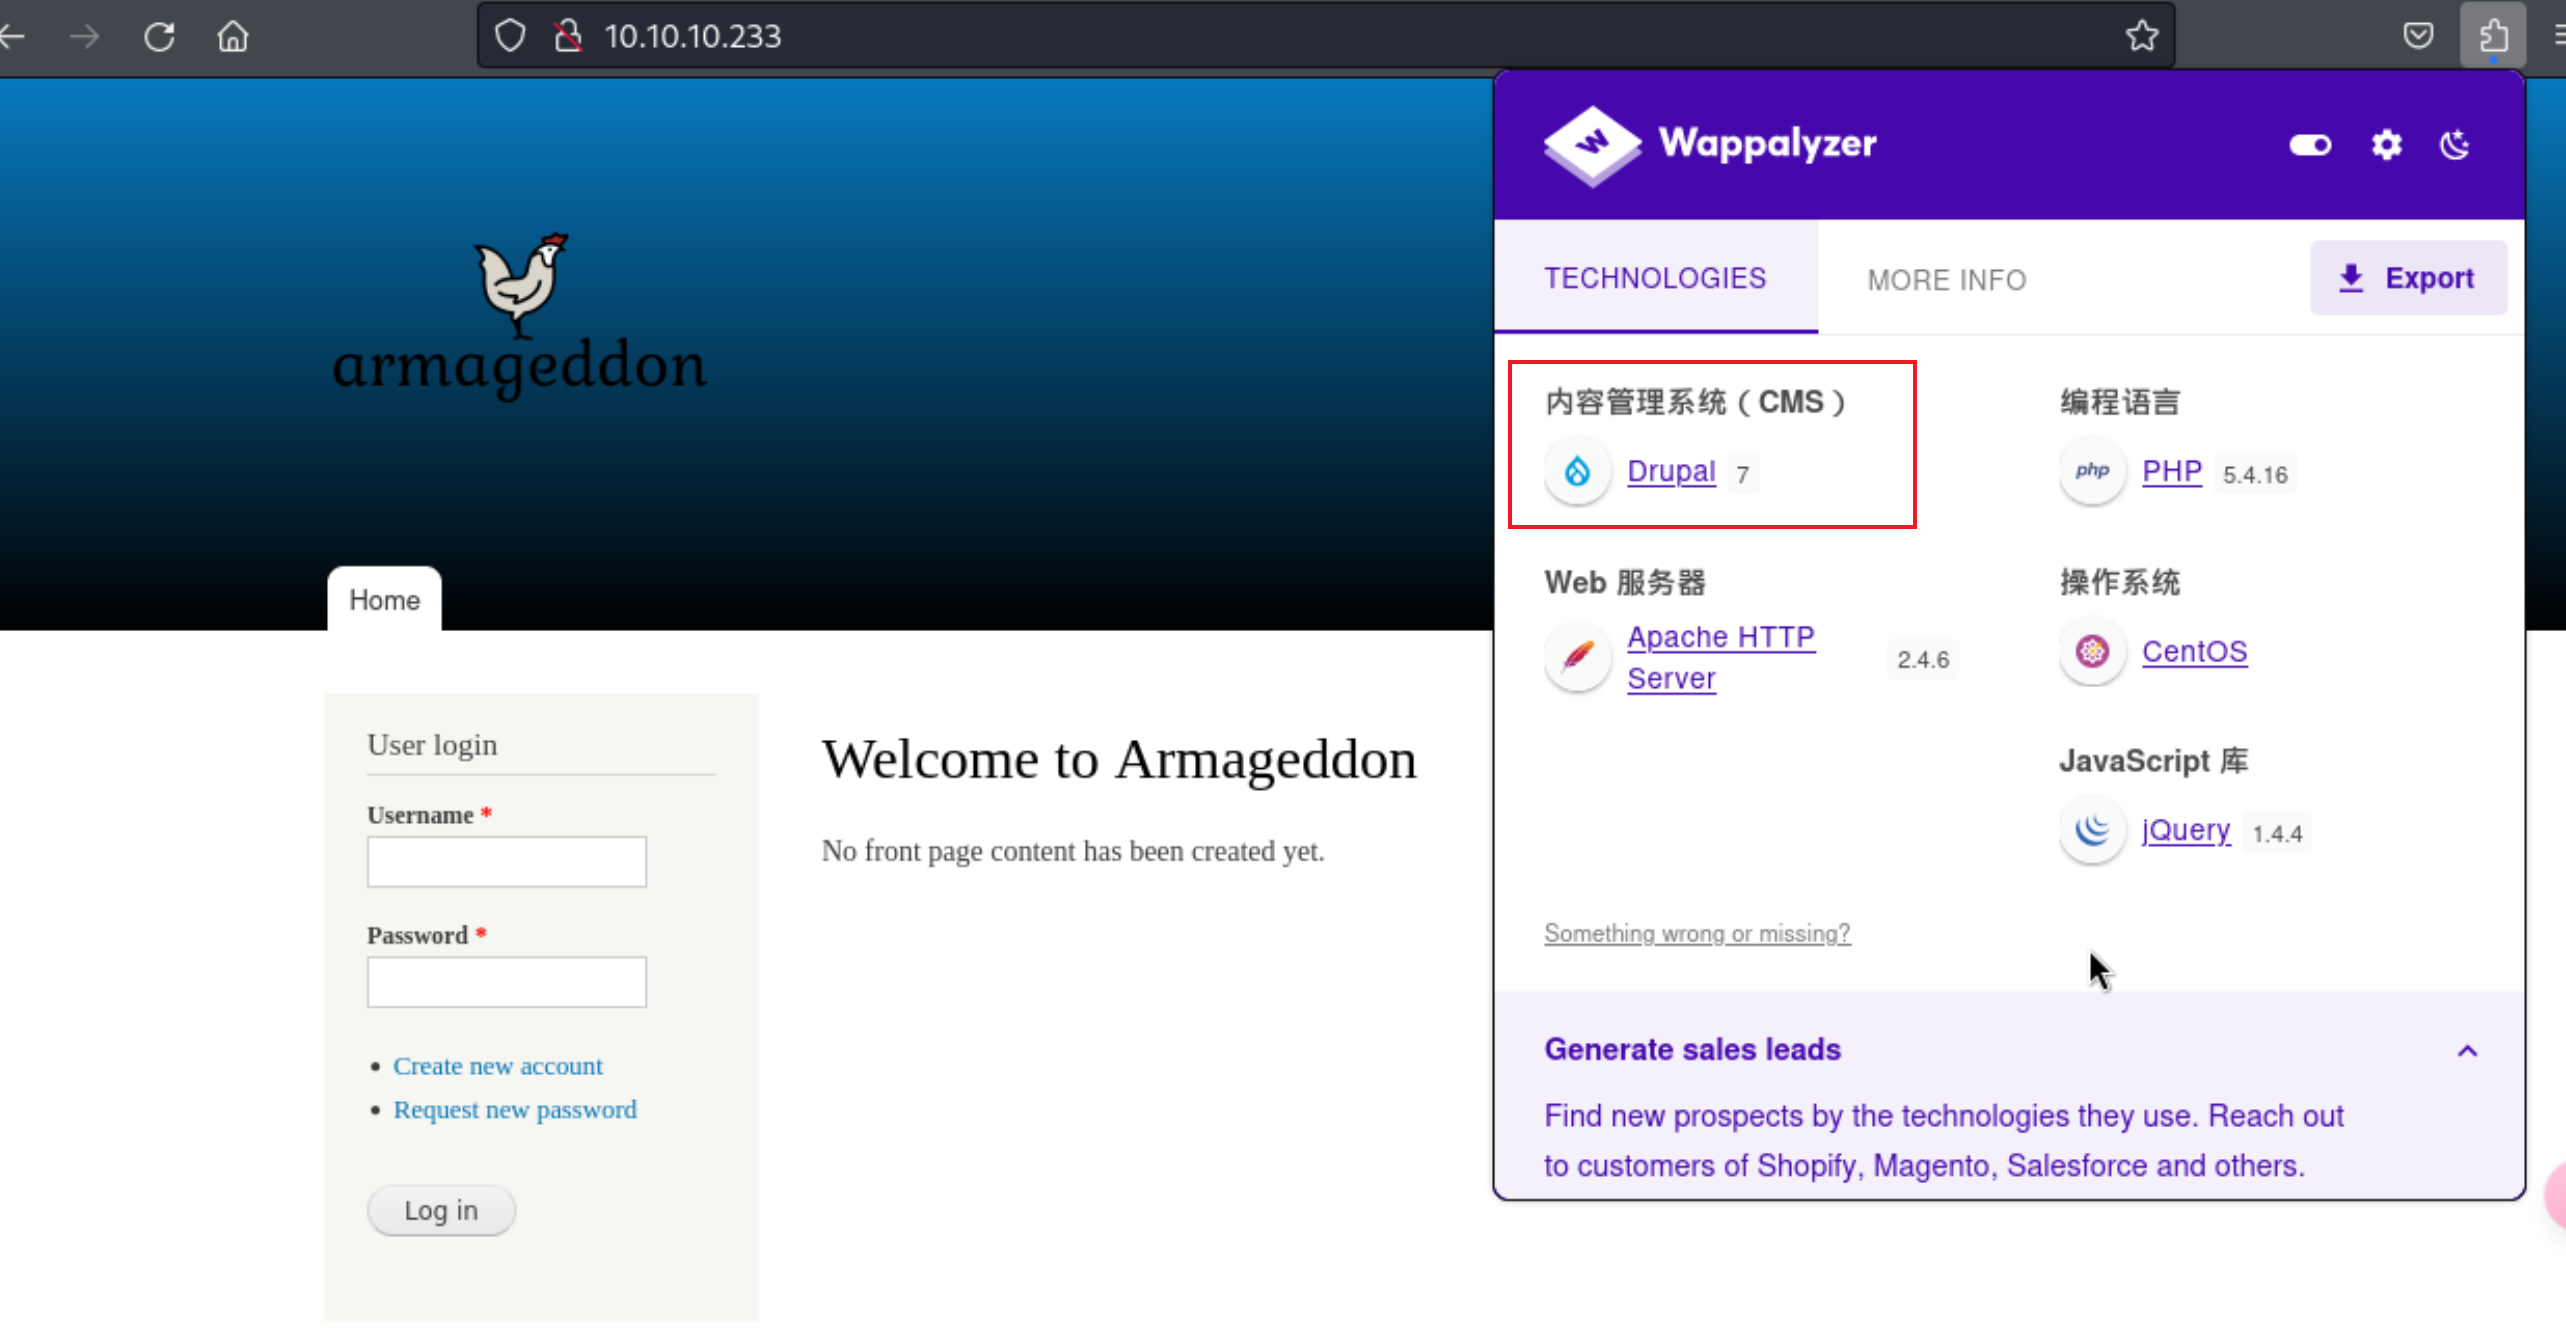 10.10.10.233
armageddon
Home
User login
Username *
Password *
Create new account
Request new password
Log in
Welcome to Armageddon
No front page content has been created yet.
Wappalyzer
TECHNOLOGIES
MORE INFO
Export
内容管理系统（CMS）
Drupal 7
编程语言
php PHP 5.4.16
Web 服务器
Apache HTTP
Server
2.4.6
操作系统
CentOS
JavaScript 库
jQuery 1.4.4
Something wrong or missing?
Generate sales leads
Find new prospects by the technologies they use. Reach out
to customers of Shopify, Magento, Salesforce and others.